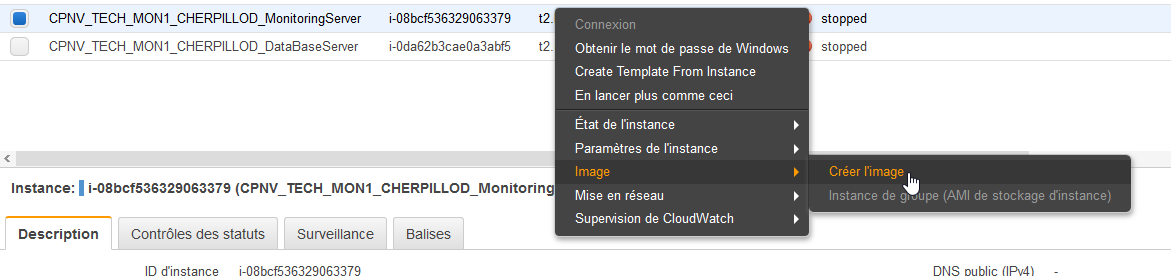 CPNV_TECH_MON1_CHERPILLOD_MonitoringServer i-08bcf536329063379 t2. stopped
CPNV_TECH_MON1_CHERPILLOD_DataBaseServer i-0da62b3cae0a3abf5 t2. stopped
Connexion
Obtenir le mot de passe de Windows
Create Template From Instance
En lancer plus comme ceci
État de l'instance
Paramètres de l'instance
Image
Créer l'image
Mise en réseau
Instance de groupe (AMI de stockage d'instance)
Supervision de CloudWatch
Instance: i-08bcf536329063379 (CPNV_TECH_MON1_CHERPILLOD_Monitoring
Description Contrôles des statuts Surveillance Balises
ID d'instance i-08bcf536329063379 DNS public (IPv4) -